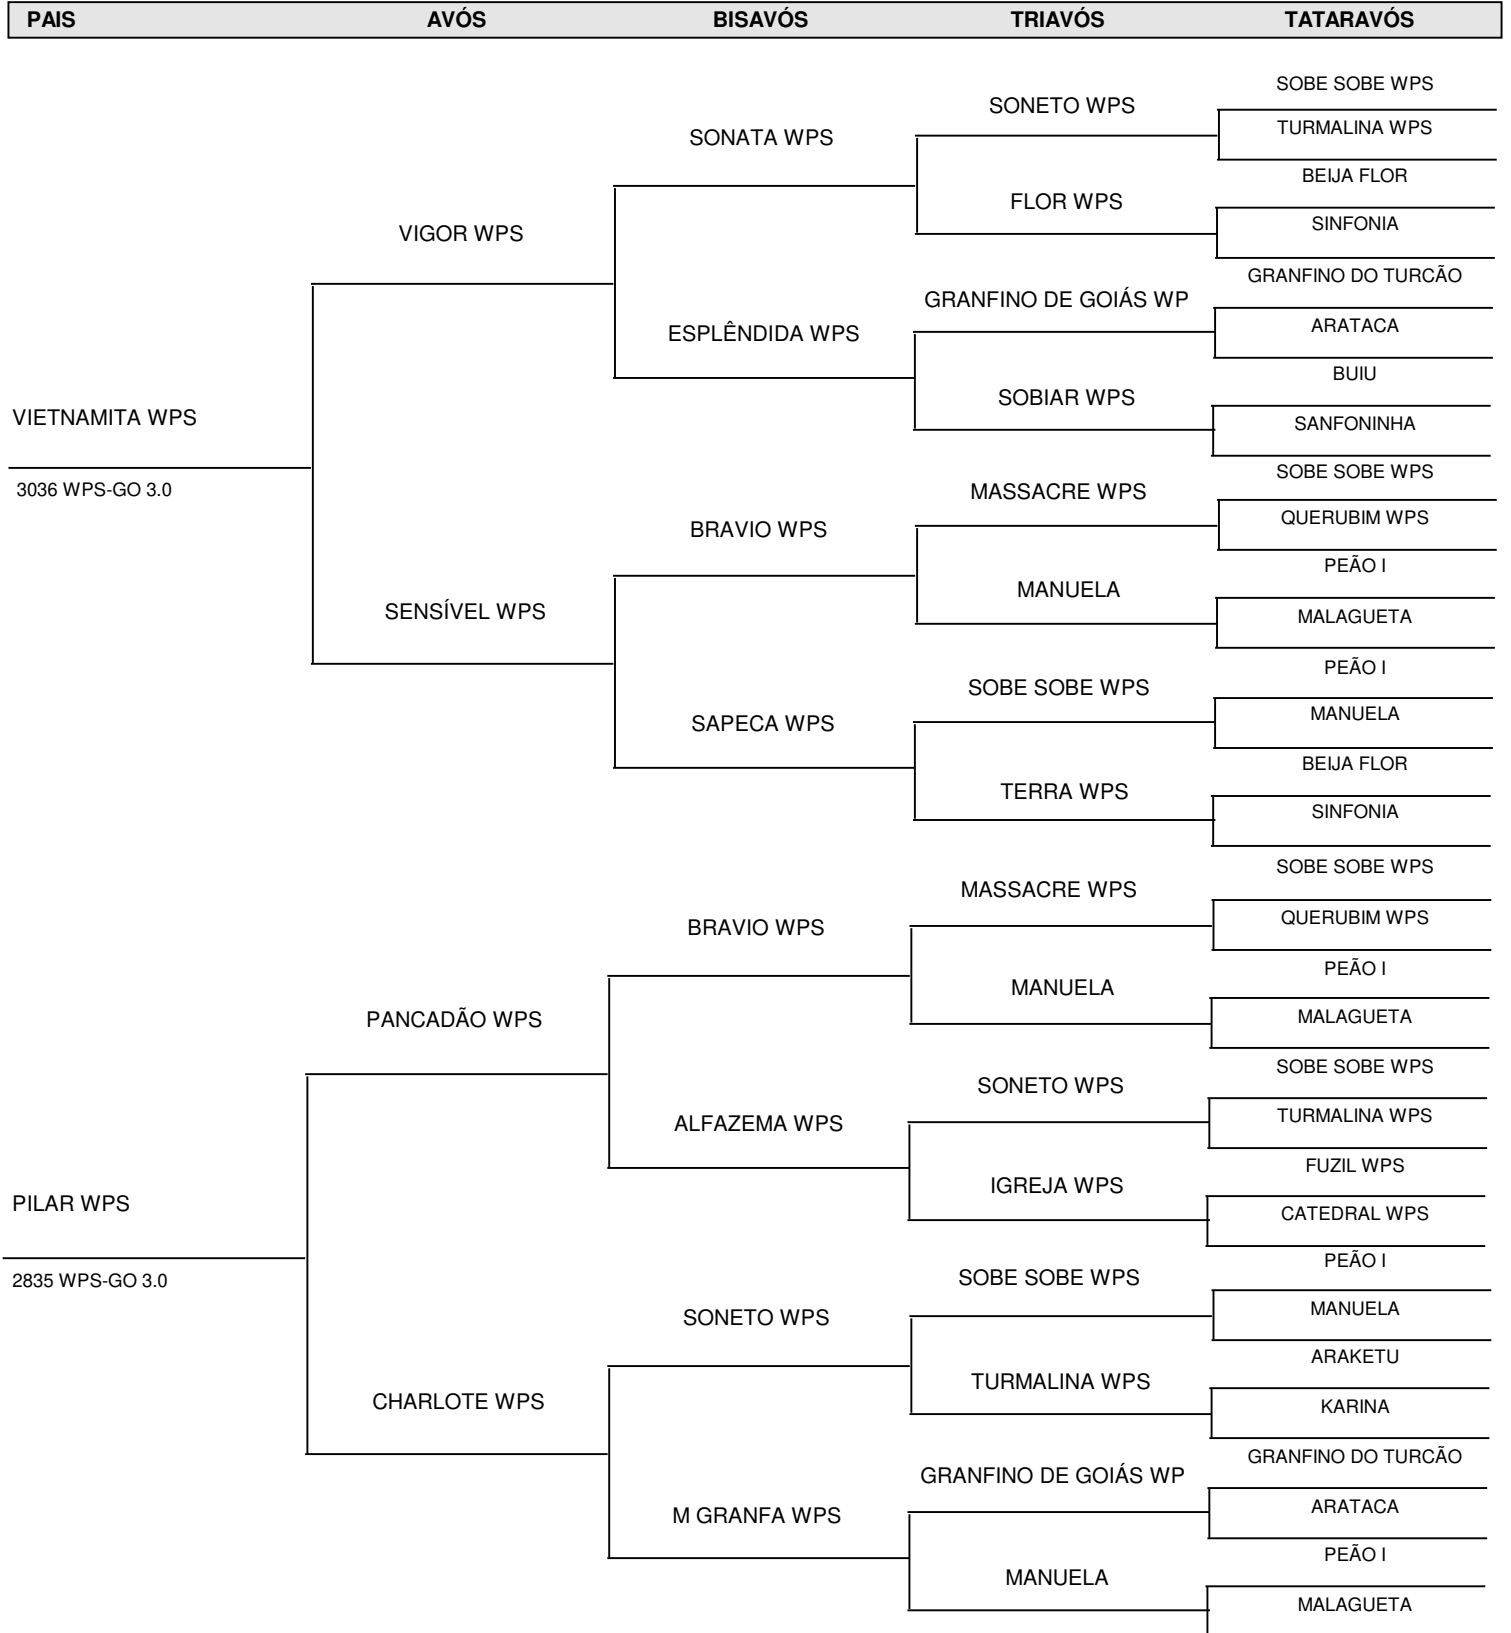 PAIS AVÓS BISAVÓS TRIAVÓS TATARAVÓS
SOBE SOBE WPS
SONETO WPS
TURMALINA WPS
SONATA WPS
BEIJA FLOR
FLOR WPS
SINFONIA
VIGOR WPS
GRANFINO DO TURCÃO
GRANFINO DE GOIÁS WP
ARATACA
ESPLÊNDIDA WPS
BUIU
SOBIAR WPS
VIETNAMITA WPS
SANFONINHA
SOBE SOBE WPS
3036 WPS-GO 3.0
MASSACRE WPS
QUERUBIM WPS
BRAVIO WPS
PEÃO I
MANUELA
SENSÍVEL WPS
MALAGUETA
PEÃO I
SOBE SOBE WPS
MANUELA
SAPECA WPS
BEIJA FLOR
TERRA WPS
SINFONIA
SOBE SOBE WPS
MASSACRE WPS
QUERUBIM WPS
BRAVIO WPS
PEÃO I
MANUELA
PANCADÃO WPS
MALAGUETA
SOBE SOBE WPS
SONETO WPS
TURMALINA WPS
ALFAZEMA WPS
FUZIL WPS
IGREJA WPS
PILAR WPS
CATEDRAL WPS
PEÃO I
2835 WPS-GO 3.0
SOBE SOBE WPS
MANUELA
SONETO WPS
ARAKETU
TURMALINA WPS
CHARLOTE WPS
KARINA
GRANFINO DO TURCÃO
GRANFINO DE GOIÁS WP
ARATACA
M GRANFA WPS
PEÃO I
MANUELA
MALAGUETA